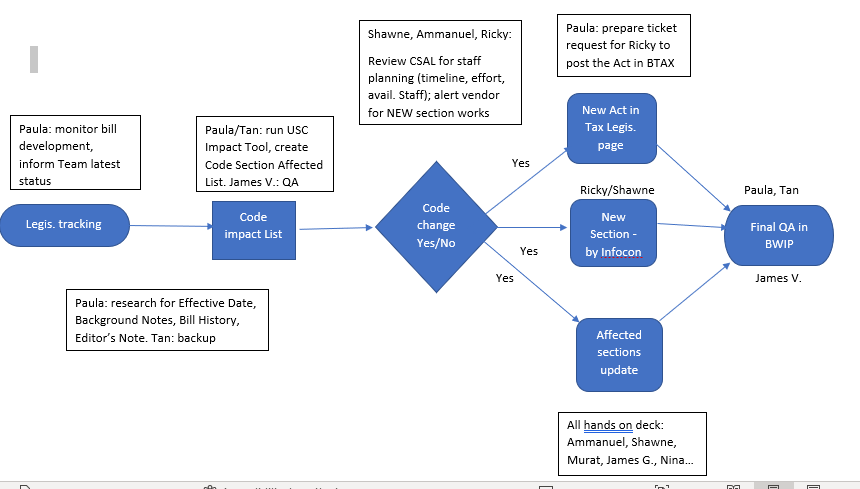 Shawne, Ammanuel, Ricky:
Review CSAL for staff
planning (timeline, effort,
avail. Staff); alert vendor
for NEW section works
Paula: prepare ticket
request for Ricky to
post the Act in BTAX
Paula: monitor bill
development,
inform Team latest
status
Paula/Tan: run USC
Impact Tool, create
Code Section Affected
List. James V.: QA
New Act in
Tax Legis.
page
Yes
Ricky/Shawne
Paula, Tan
Legis. tracking
Code
impact List
Code
change
Yes/No
New
Section -
by Infocon
Final QA in
BWIP
Yes
Yes
James V.
Paula: research for Effective Date,
Background Notes, Bill History,
Editor's Note. Tan: backup
Affected
sections
update
All hands on deck:
Ammanuel, Shawne,
Murat, James G., Nina...